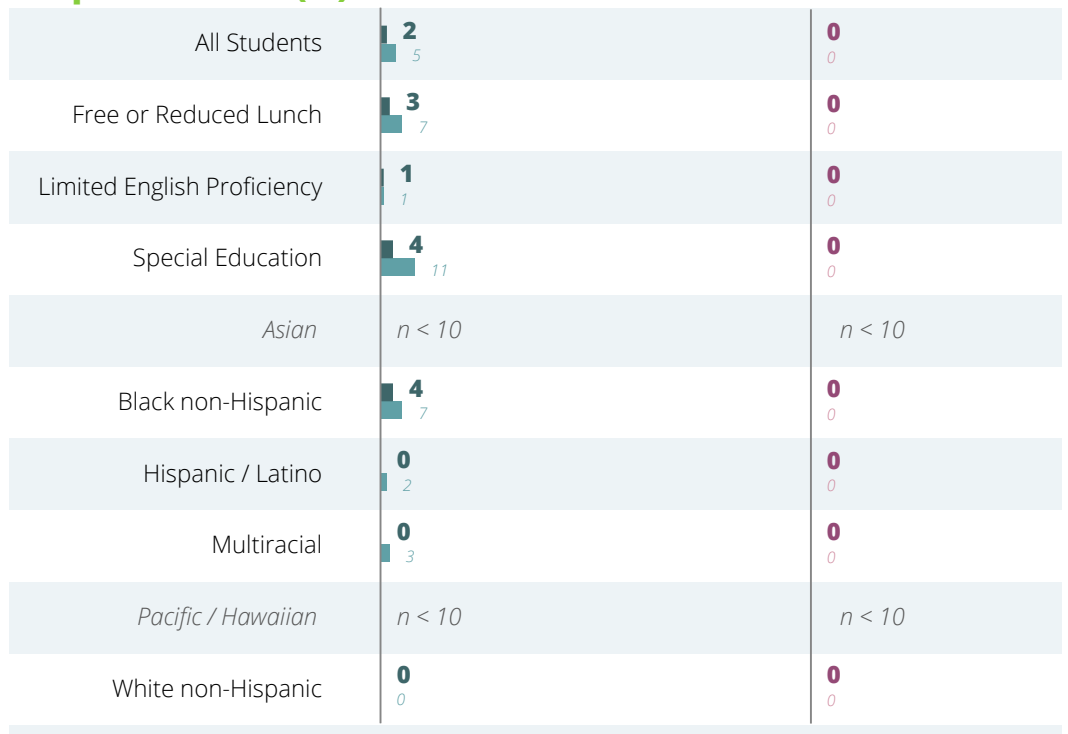 All Students 2 0
5 0
Free or Reduced Lunch 3 0
7 0
Limited English Proficiency 1 0
1 0
Special Education 4 0
11 0
Asian n < 10 n < 10
Black non-Hispanic 4 0
7 0
Hispanic / Latino 0 0
2 0
Multiracial 0 0
3 0
Pacific / Hawaiian n < 10 n < 10
White non-Hispanic 0 0
0 0